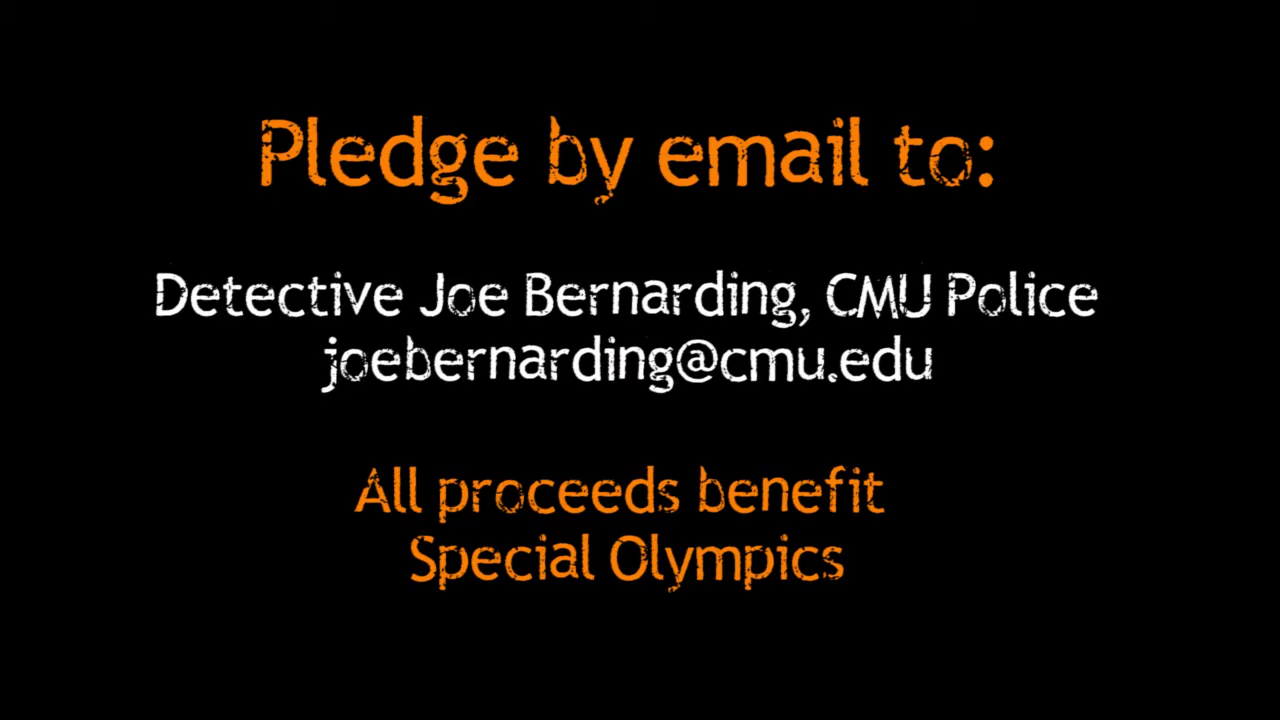 Pledge by email to:
Detective Joe Bernarding, CMU Police
joebernarding@cmu.edu
All proceeds benefit
Special Olympics